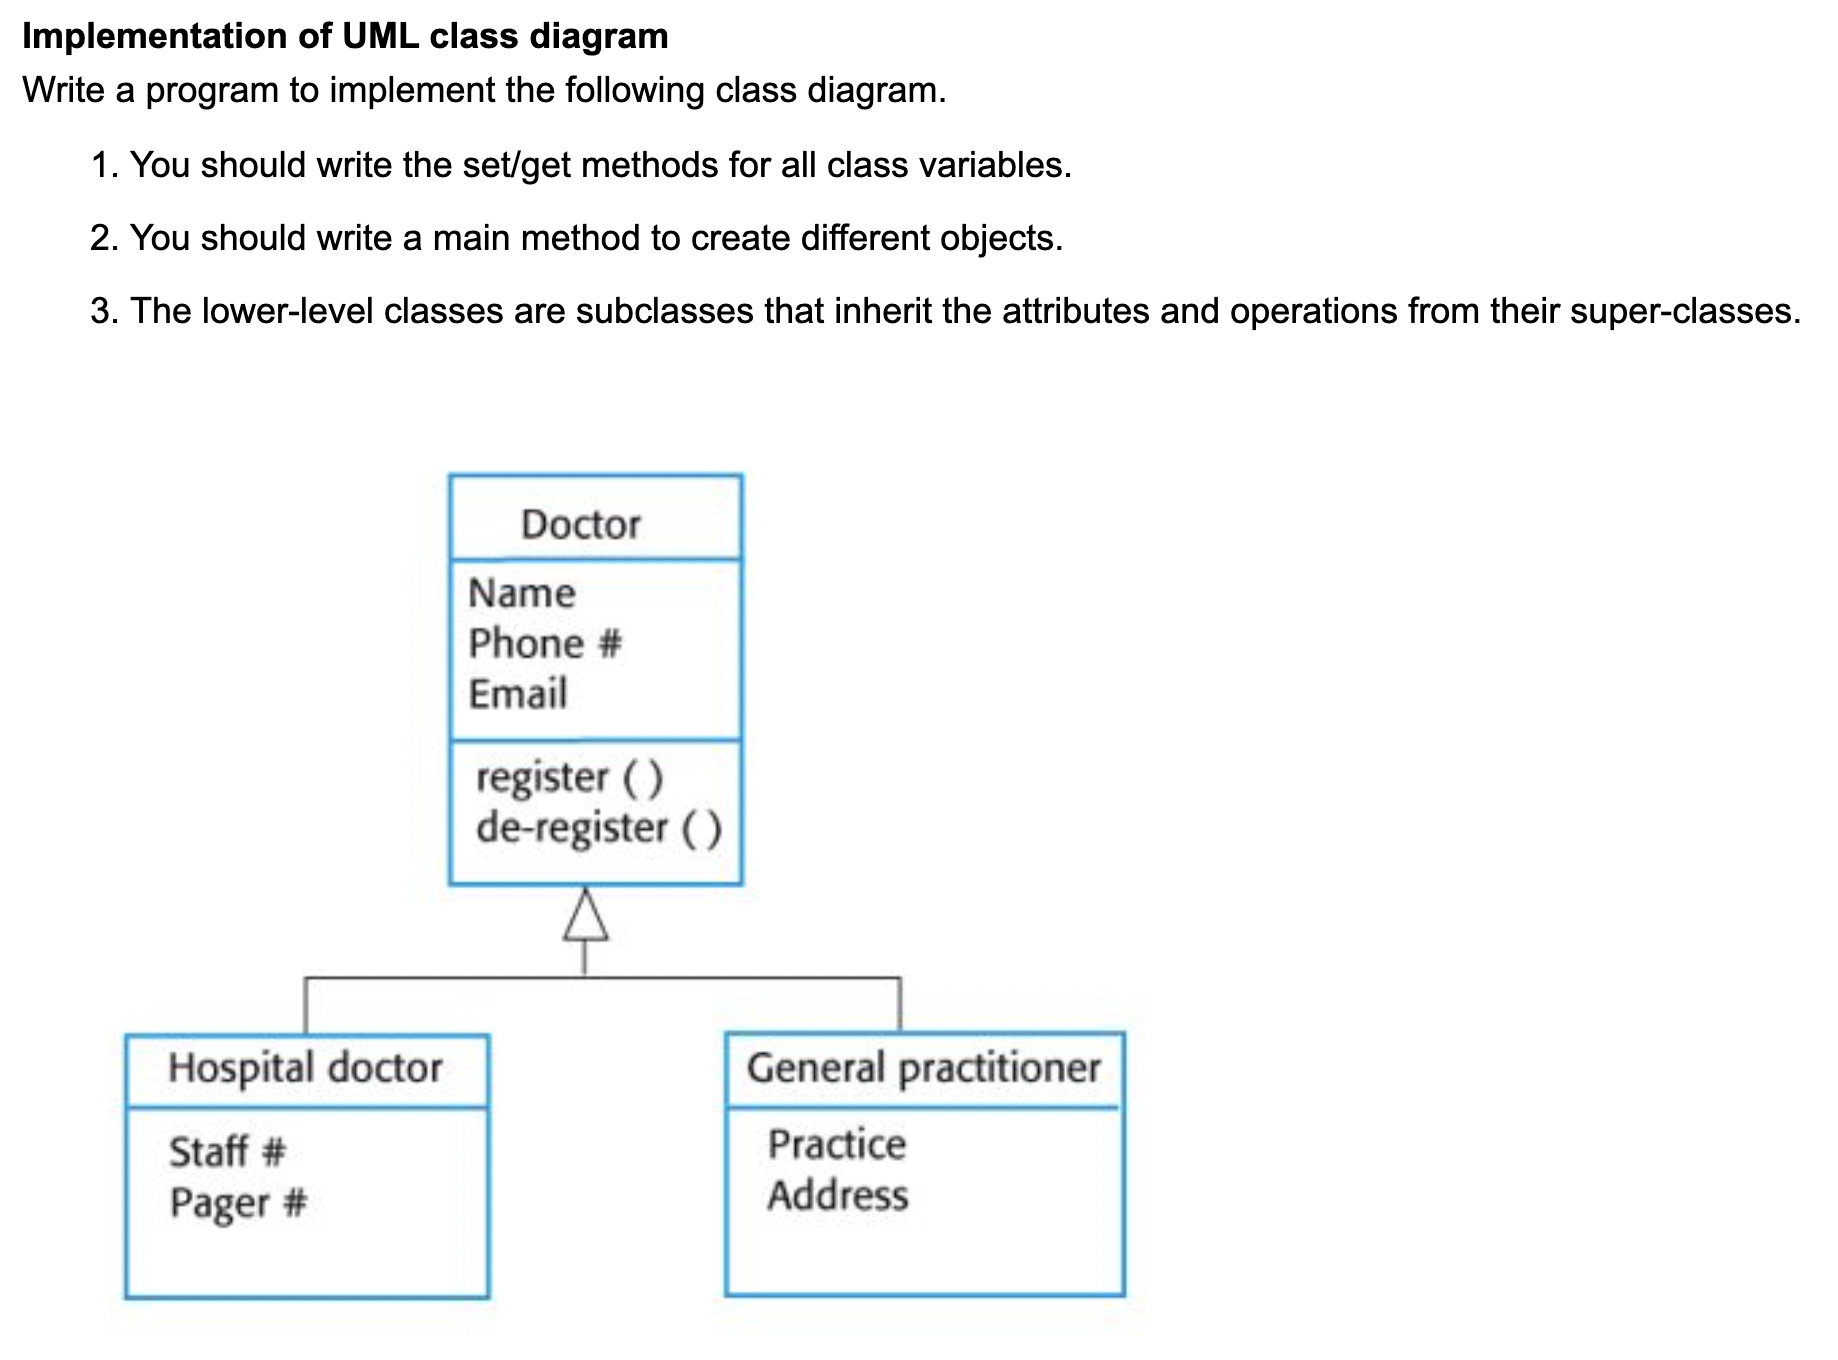 Implementation of UML class diagram
Write a program to implement the following class diagram.
1. You should write the set/get methods for all class variables.
2. You should write a main method to create different objects.
3. The lower-level classes are subclasses that inherit the attributes and operations from their super-classes.
Doctor
Name
Phone #
Email
register ( )
de-register ( )
Hospital doctor
Staff #
Pager #
General practitioner
Practice
Address